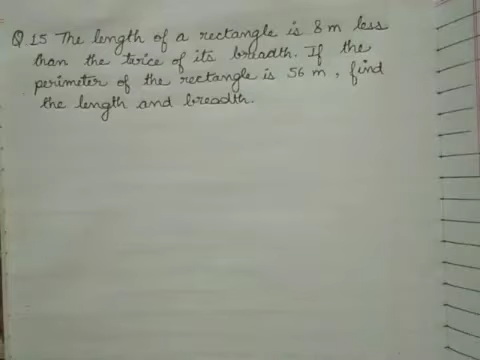 Q.15 The length of a rectangle is 8 m less
than the twice of its breadth. If the
perimeter of the rectangle is 56 m, find
the length and breadth.